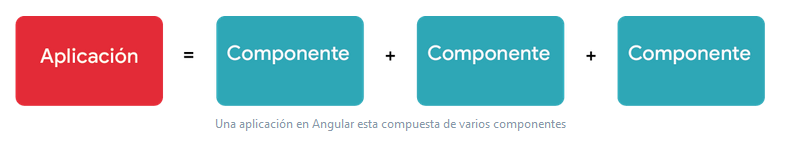 Aplicación = Componente + Componente + Componente
Una aplicación en Angular esta compuesta de varios componentes